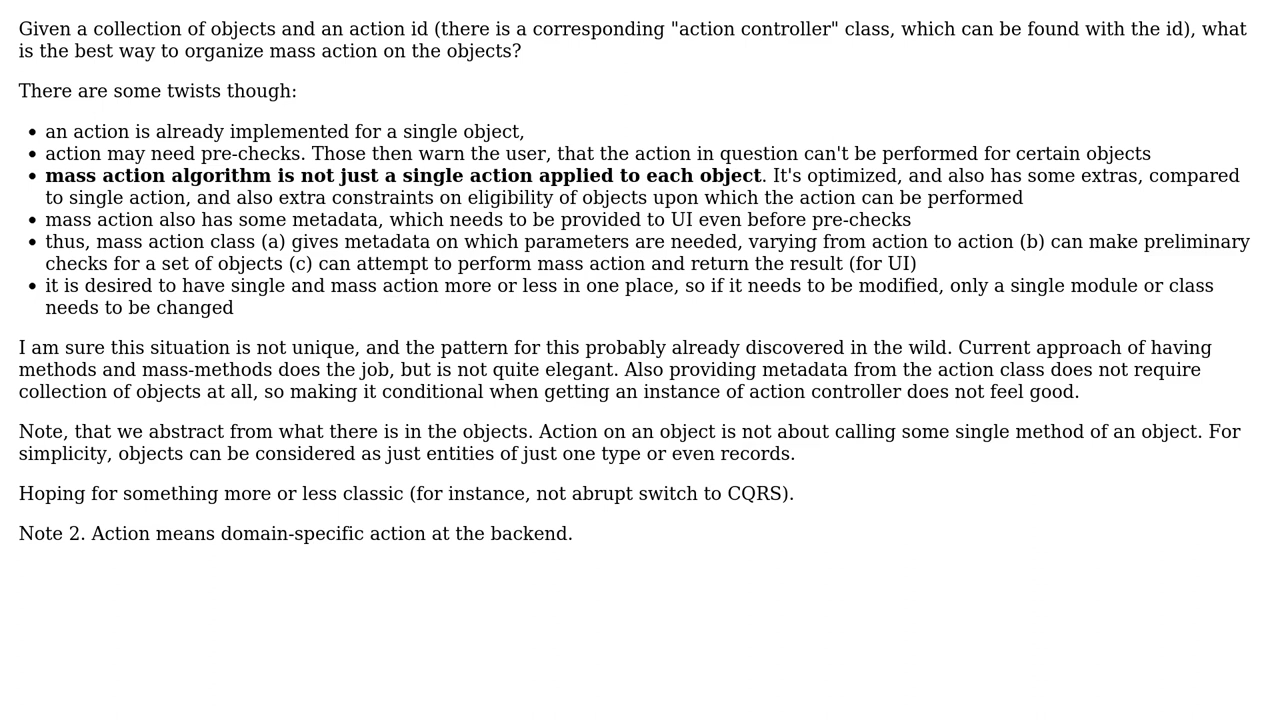 Given a collection of objects and an action id (there is a corresponding "action controller" class, which can be found with the id), what
is the best way to organize mass action on the objects?
There are some twists though:
• an action is already implemented for a single object,
• action may need pre-checks. Those then warn the user, that the action in question can't be performed for certain objects
• mass action algorithm is not just a single action applied to each object. It's optimized, and also has some extras, compared
to single action, and also extra constraints on eligibility of objects upon which the action can be performed
• mass action also has some metadata, which needs to be provided to UI even before pre-checks
• thus, mass action class (a) gives metadata on which parameters are needed, varying from action to action (b) can make preliminary
checks for a set of objects (c) can attempt to perform mass action and return the result (for UI)
• it is desired to have single and mass action more or less in one place, so if it needs to be modified, only a single module or class
needs to be changed
I am sure this situation is not unique, and the pattern for this probably already discovered in the wild. Current approach of having
methods and mass-methods does the job, but is not quite elegant. Also providing metadata from the action class does not require
collection of objects at all, so making it conditional when getting an instance of action controller does not feel good.
Note, that we abstract from what there is in the objects. Action on an object is not about calling some single method of an object. For
simplicity, objects can be considered as just entities of just one type or even records.
Hoping for something more or less classic (for instance, not abrupt switch to CQRS).
Note 2. Action means domain-specific action at the backend.